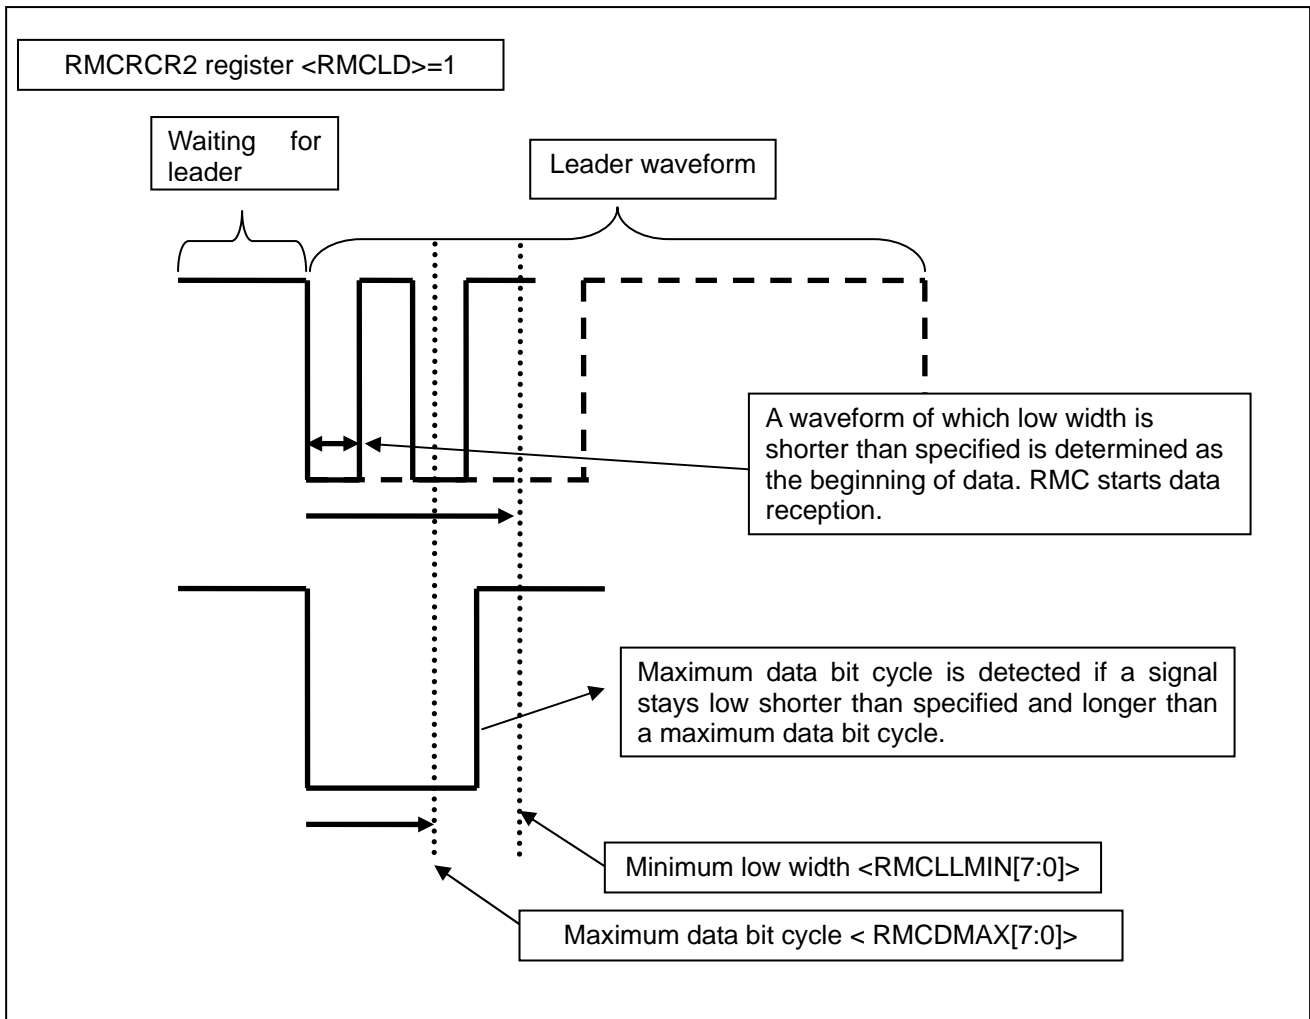 RMCRCR2 register <RMCLD>=1
Waiting for
leader
Leader waveform
A waveform of which low width is
shorter than specified is determined as
the beginning of data. RMC starts data
reception.
Maximum data bit cycle is detected if a signal
stays low shorter than specified and longer than
a maximum data bit cycle.
Minimum low width <RMCLLMIN[7:0]>
Maximum data bit cycle < RMCDMAX[7:0]>